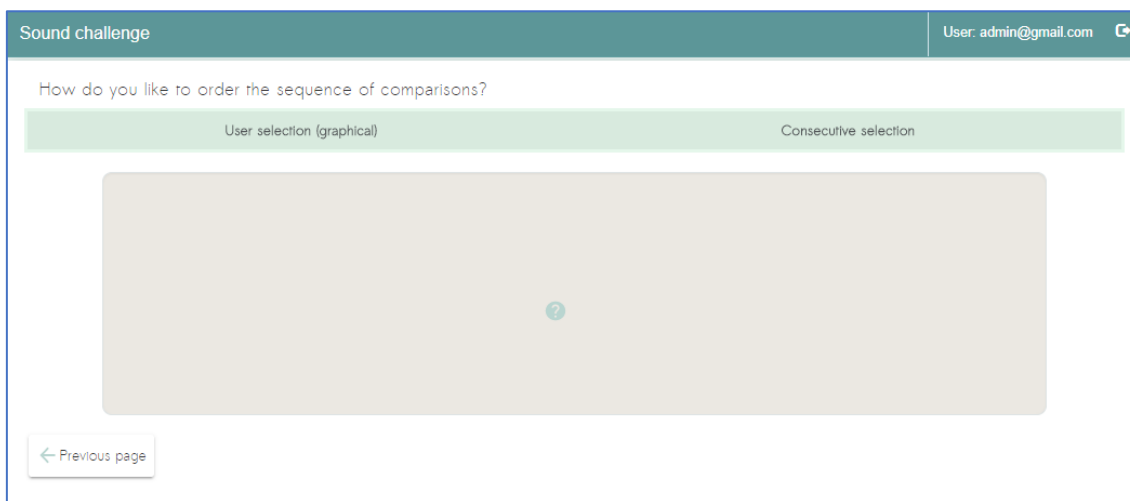 Sound challenge
User: admin@gmail.com
How do you like to order the sequence of comparisons?
User selection (graphical)
Consecutive selection
?
Previous page